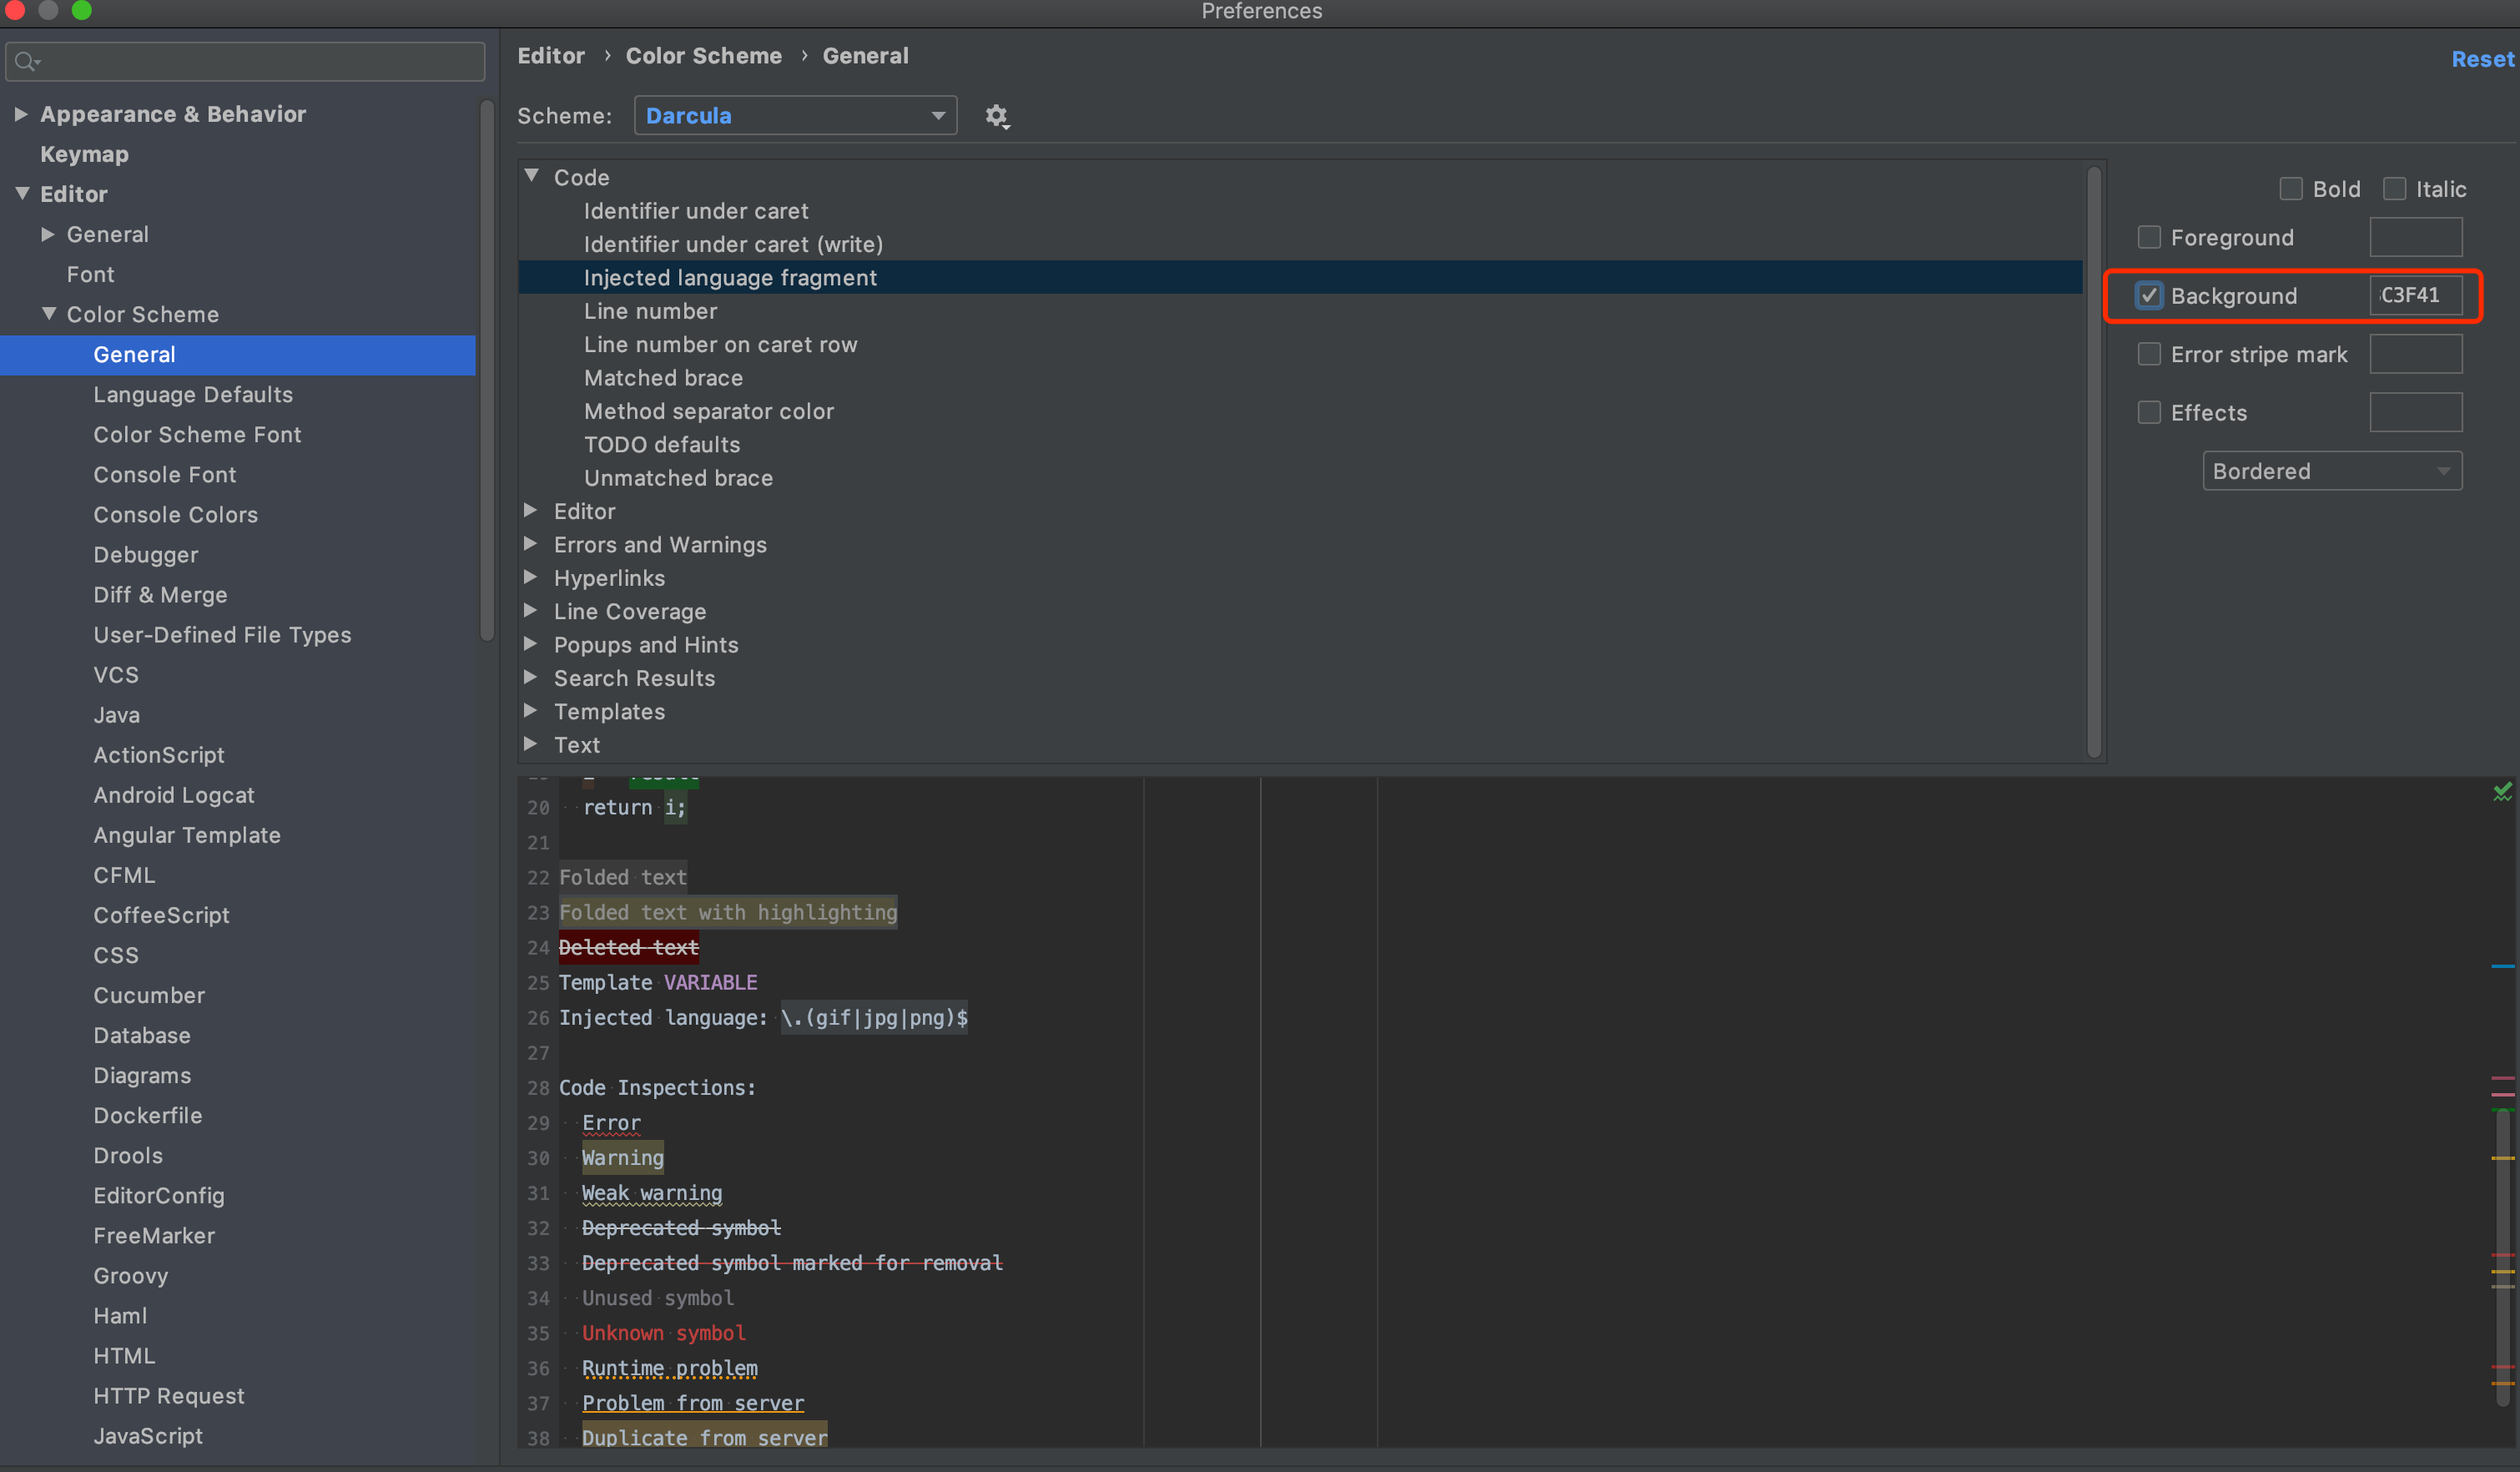 Preferences
Editor › Color Scheme › General
Reset
Scheme: Darcula
Appearance & Behavior
Keymap
Editor
General
Font
Color Scheme
General
Language Defaults
Color Scheme Font
Console Font
Console Colors
Debugger
Diff & Merge
User-Defined File Types
VCS
Java
ActionScript
Android Logcat
Angular Template
CFML
CoffeeScript
CSS
Cucumber
Database
Diagrams
Dockerfile
Drools
EditorConfig
FreeMarker
Groovy
Haml
HTML
HTTP Request
JavaScript
Code
Identifier under caret
Identifier under caret (write)
Injected language fragment
Line number
Line number on caret row
Matched brace
Method separator color
TODO defaults
Unmatched brace
Editor
Errors and Warnings
Hyperlinks
Line Coverage
Popups and Hints
Search Results
Templates
Text
Bold Italic
Foreground
Background C3F41
Error stripe mark
Effects
Bordered
20 return i;
21
22 Folded text
23 Folded text with highlighting
24 Deleted text
25 Template VARIABLE
26 Injected language: \.(gif|jpg|png)$
27
28 Code Inspections:
29 Error
30 Warning
31 Weak warning
32 Deprecated symbol
33 Deprecated symbol marked for removal
34 Unused symbol
35 Unknown symbol
36 Runtime problem
37 Problem from server
38 Duplicate from server